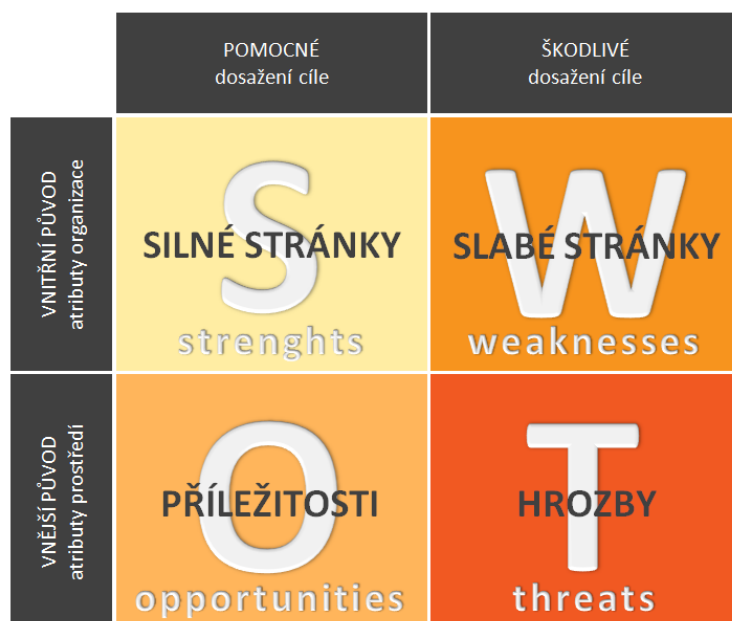 POMOCNÉ
dosažení cíle
ŠKODLIVÉ
dosažení cíle
VNITŘNÍ PŮVOD
atributy organizace
S
SILNÉ STRÁNKY
strenghts
W
SLABÉ STRÁNKY
weaknesses
VNĚJŠÍ PŮVOD
atributy prostředí
O
PŘÍLEŽITOSTI
opportunities
T
HROZBY
threats